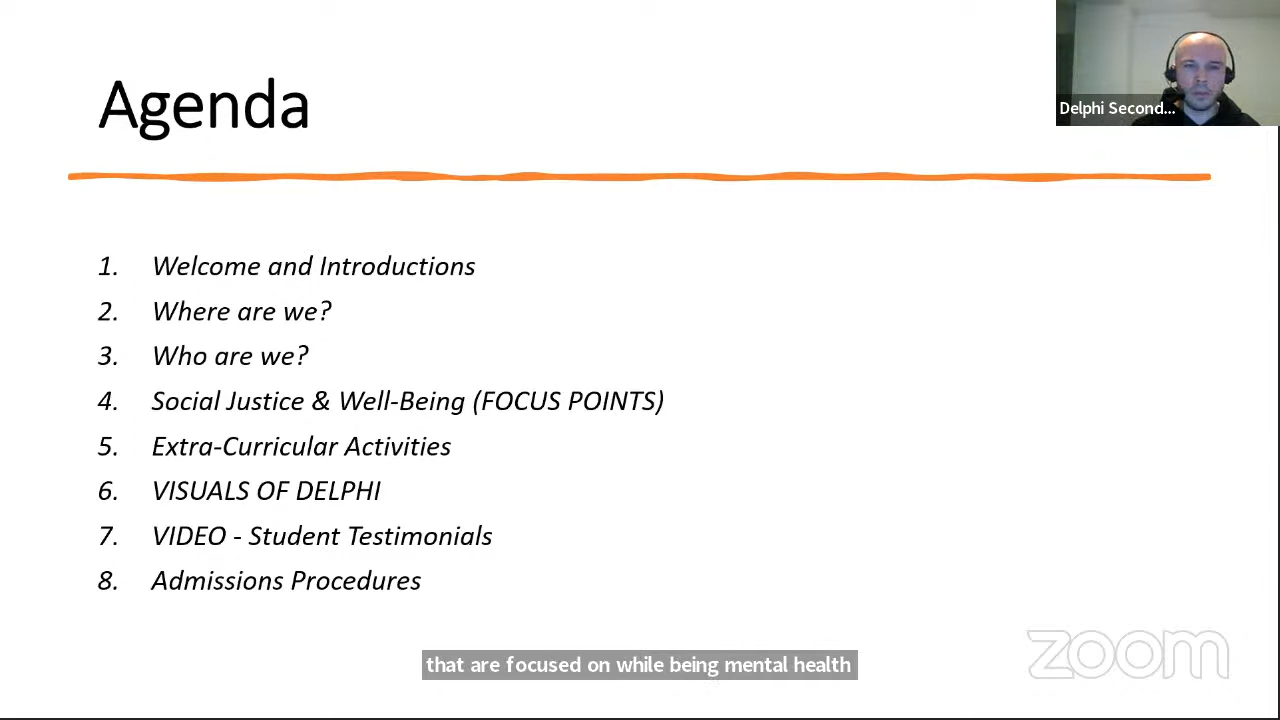 Agenda
Delphi Second...
1. Welcome and Introductions
2. Where are we?
3. Who are we?
4. Social Justice & Well-Being (FOCUS POINTS)
5. Extra-Curricular Activities
6. VISUALS OF DELPHI
7. VIDEO - Student Testimonials
8. Admissions Procedures
that are focused on while being mental health
zoom